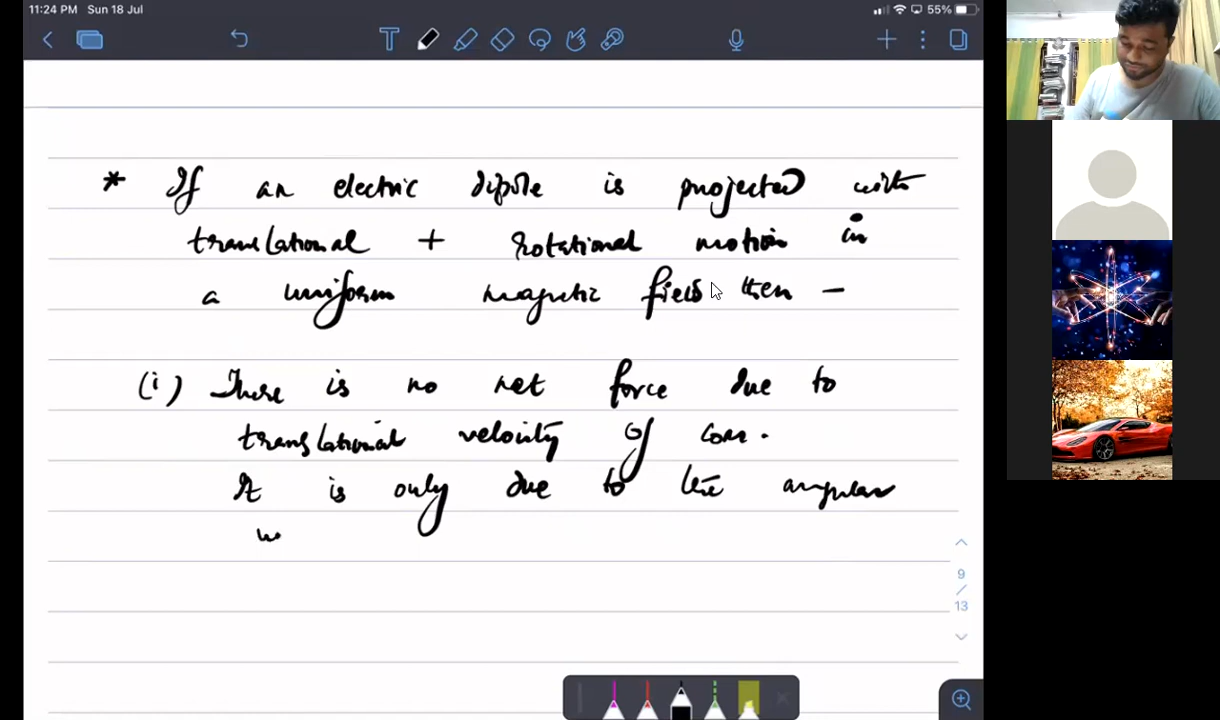 11:24 PM Sun 18 Jul
55%
* If an electric dipole is projected with
translational + rotational motion in
a uniform magnetic field then -
(i) There is no net force due to
translational velocity of com.
It is only due to the angular
9
/
13